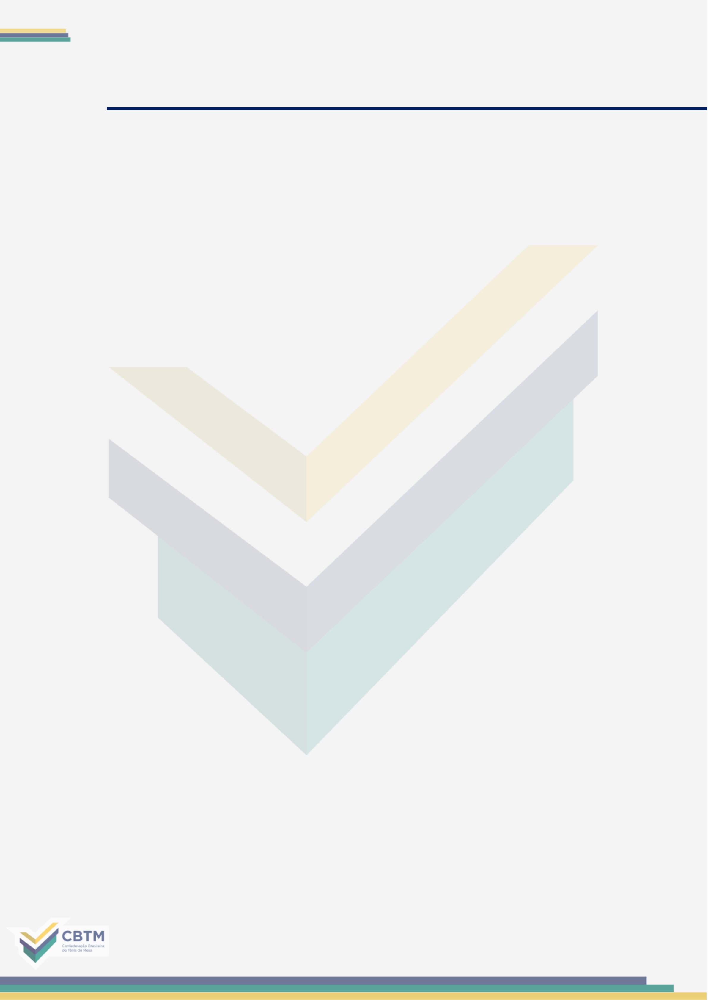 CBTM
Confederação Brasileira
de Tênis de Mesa